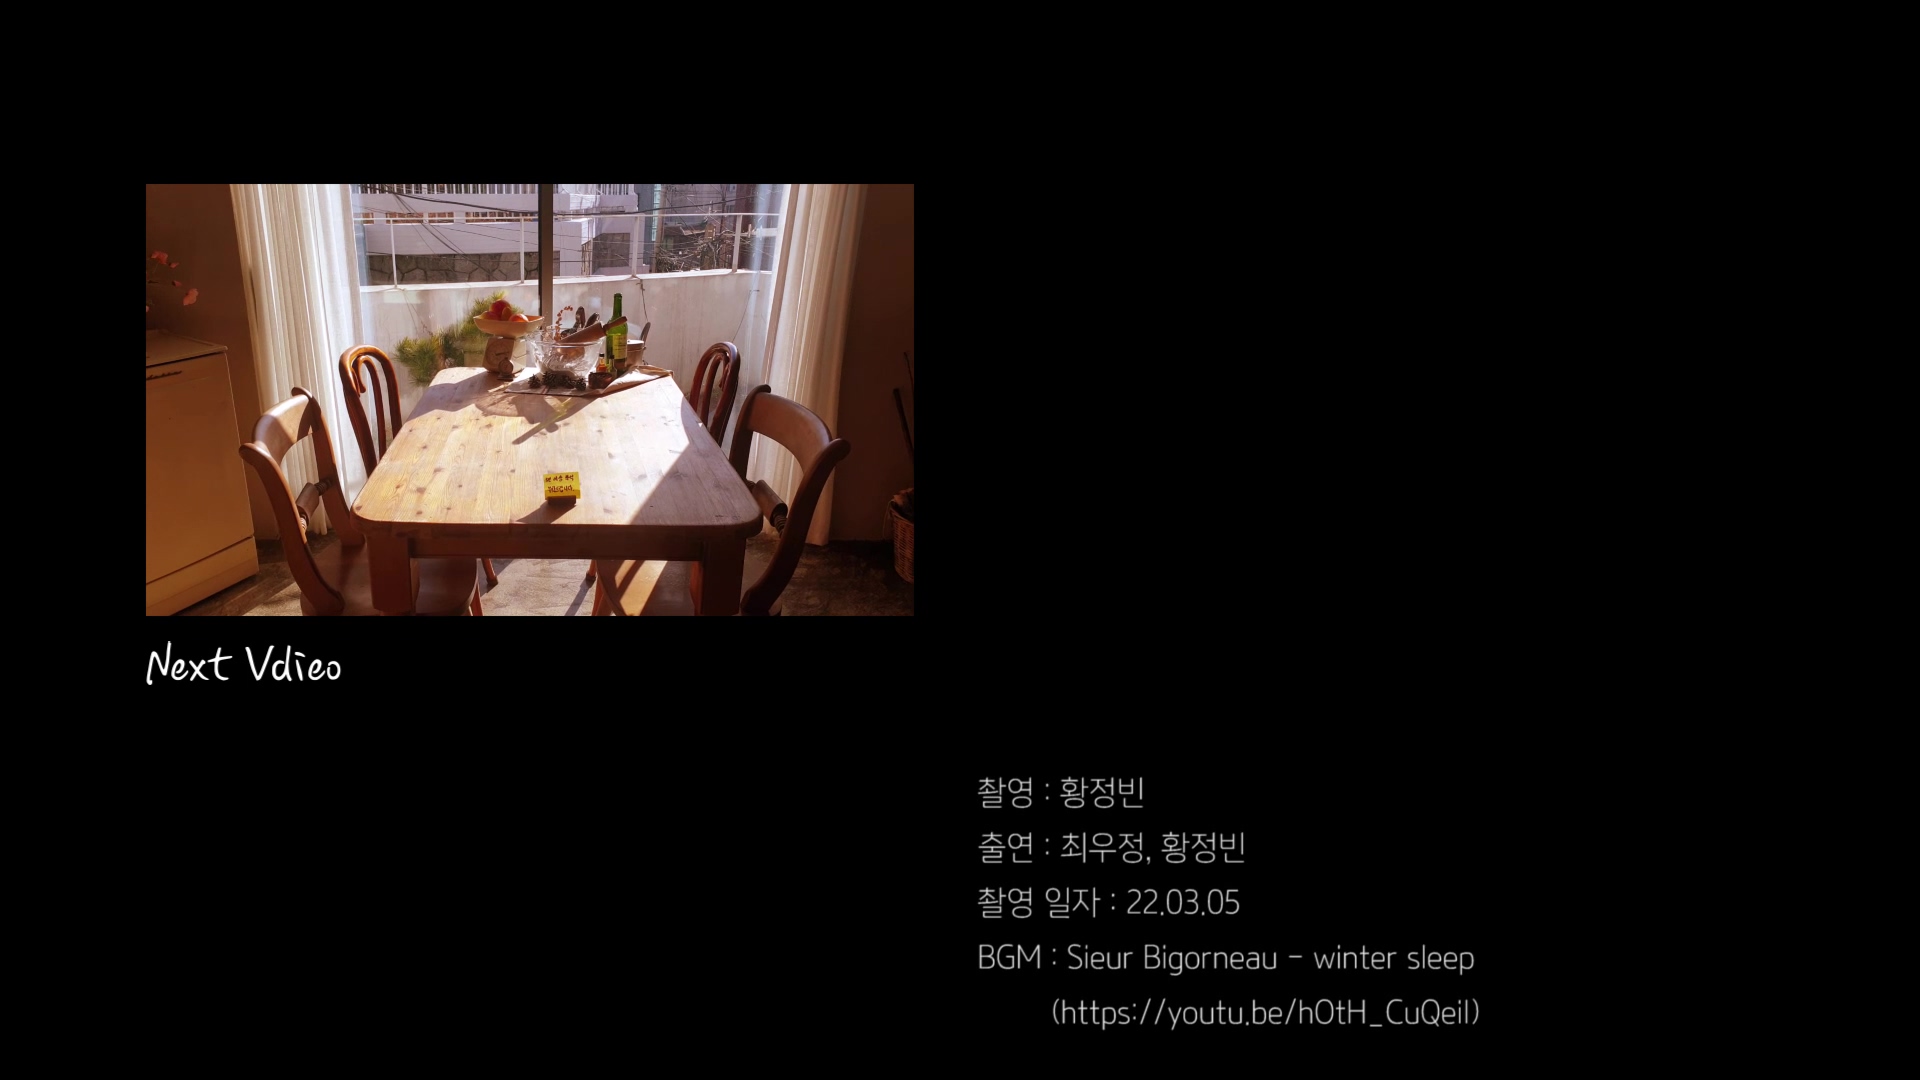 Next Vdieo
촬영 : 황정빈
출연 : 최우정, 황정빈
촬영 일자 : 22.03.05
BGM : Sieur Bigorneau - winter sleep
(https://youtu.be/hOtH_CuQeiI)